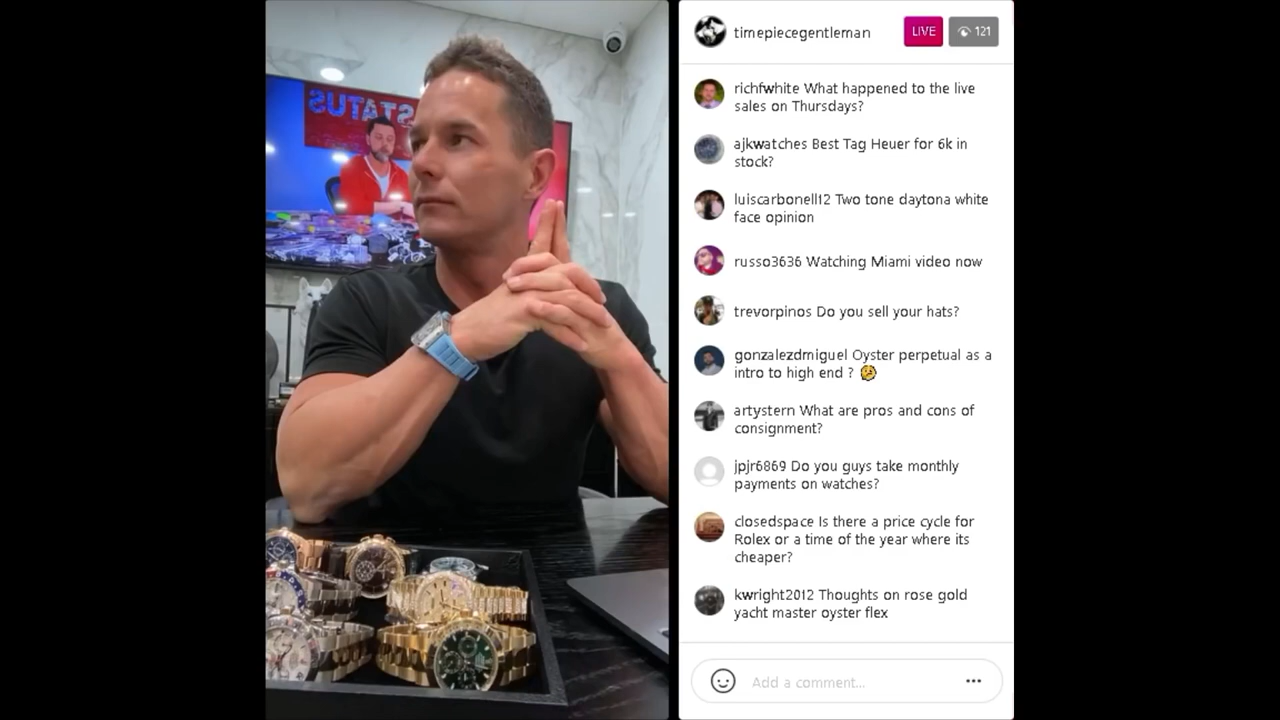 STATUS
timepiecegentleman
LIVE
121
richfwhite What happened to the live
sales on Thursdays?
ajkwatches Best Tag Heuer for 6k in
stock?
luiscarbonell12 Two tone daytona white
face opinion
russo3636 Watching Miami video now
trevorpinos Do you sell your hats?
gonzalezdmiguel Oyster perpetual as a
intro to high end ? 🤔
artystern What are pros and cons of
consignment?
jpjr6869 Do you guys take monthly
payments on watches?
closedspace Is there a price cycle for
Rolex or a time of the year where its
cheaper?
kwright2012 Thoughts on rose gold
yacht master oyster flex
Add a comment...